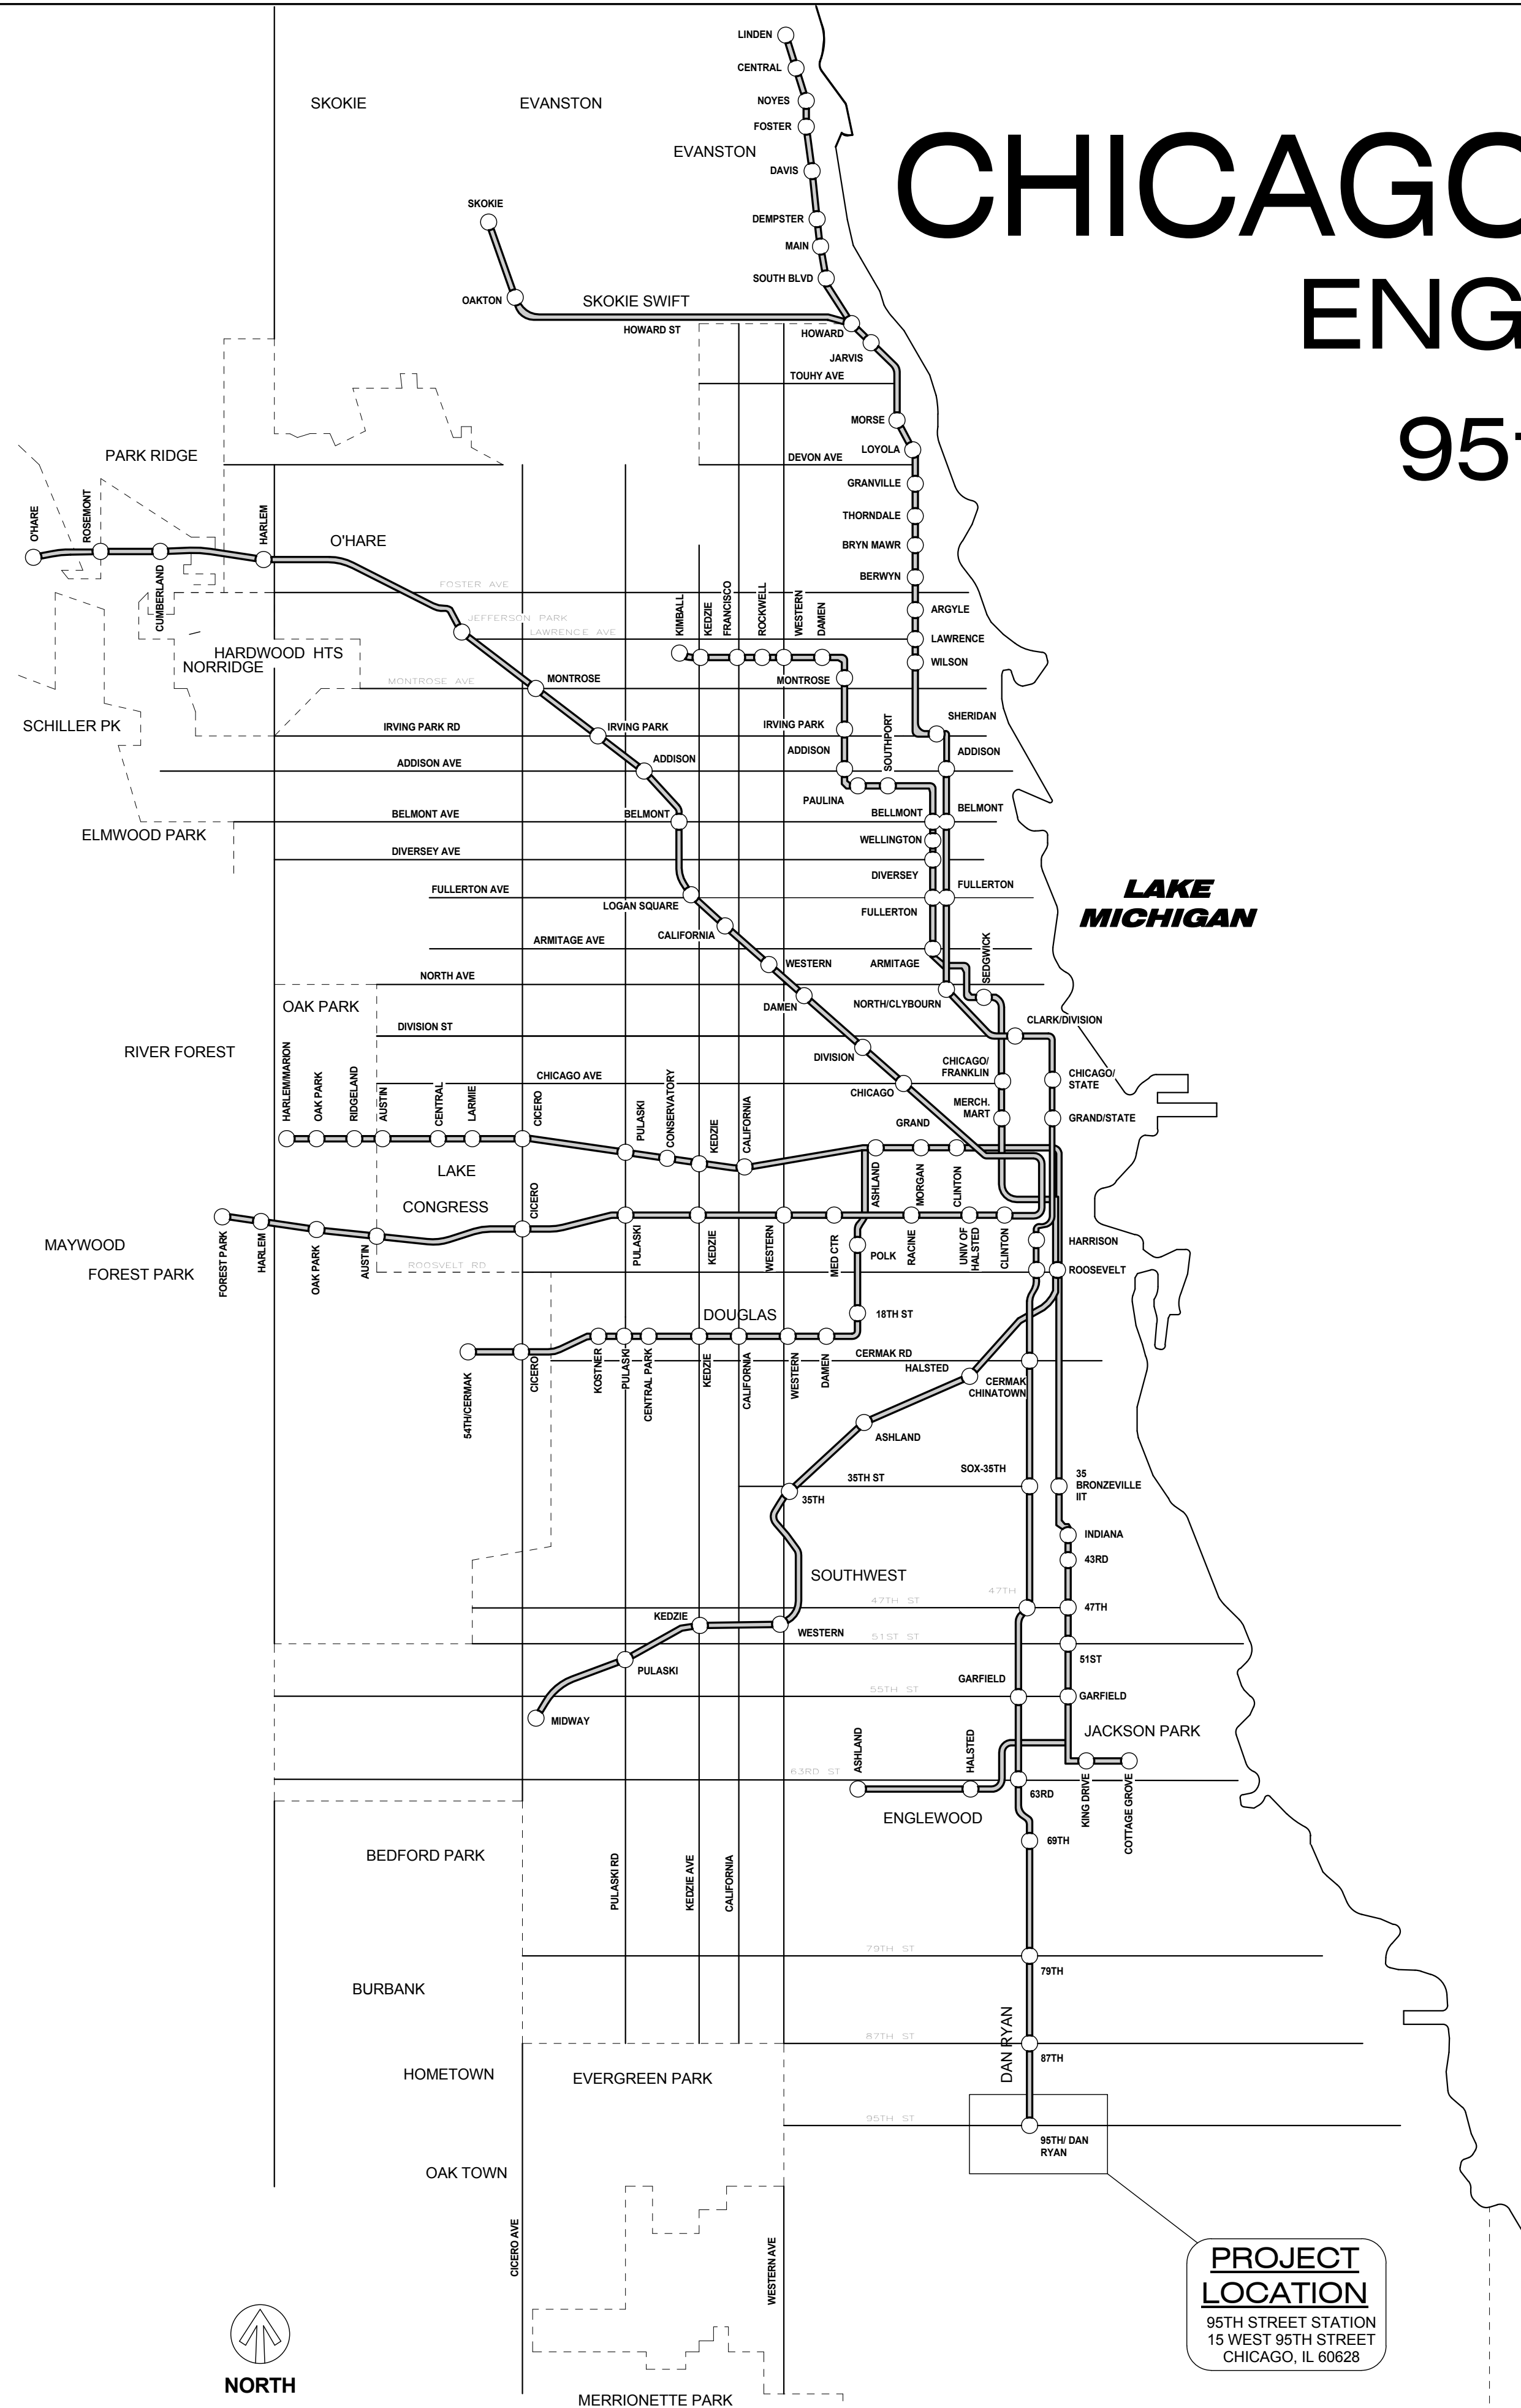 LINDEN
CENTRAL
NOYES
FOSTER
SKOKIE
EVANSTON
EVANSTON
DAVIS
DEMPSTER
MAIN
SOUTH BLVD
CHICAGO
ENG
95
SKOKIE
OAKTON
SKOKIE SWIFT
HOWARD ST
HOWARD
JARVIS
TOUHY AVE
MORSE
LOYOLA
DEVON AVE
GRANVILLE
THORNDALE
BRYN MAWR
BERWYN
ARGYLE
LAWRENCE
WILSON
PARK RIDGE
O'HARE
ROSEMONT
CUMBERLAND
HARLEM
O'HARE
FOSTER AVE
JEFFERSON PARK
LAWRENCE AVE
KIMBALL
KEDZIE
FRANCISCO
ROCKWELL
WESTERN
DAMEN
HARDWOOD HTS
NORRIDGE
MONTROSE AVE
MONTROSE
MONTROSE
SCHILLER PK
IRVING PARK RD
IRVING PARK
IRVING PARK
SOUTHPORT
SHERIDAN
ADDISON AVE
ADDISON
ADDISON
ADDISON
PAULINA
BELMONT AVE
BELMONT
BELLMONT
BELMONT
ELMWOOD PARK
WELLINGTON
DIVERSEY AVE
DIVERSEY
FULLERTON AVE
LOGAN SQUARE
FULLERTON
FULLERTON
LAKE
MICHIGAN
CALIFORNIA
ARMITAGE AVE
WESTERN
ARMITAGE
SEDGWICK
NORTH AVE
DAMEN
NORTH/CLYBOURN
OAK PARK
DIVISION ST
CLARK/DIVISION
RIVER FOREST
DIVISION
CHICAGO/
FRANKLIN
CHICAGO/
STATE
CHICAGO AVE
CHICAGO
MERCH.
MART
GRAND
GRAND/STATE
HARLEM/MARION
OAK PARK
RIDGELAND
AUSTIN
CENTRAL
LARMIE
CICERO
PULASKI
CONSERVATORY
KEDZIE
CALIFORNIA
ASHLAND
MORGAN
CLINTON
LAKE
CONGRESS
CICERO
MAYWOOD
FOREST PARK
FOREST PARK
HARLEM
OAK PARK
AUSTIN
PULASKI
KEDZIE
WESTERN
MED CTR
POLK
RACINE
UNIV OF
HALSTED
CLINTON
HARRISON
ROOSVELT RD
ROOSEVELT
DOUGLAS
18TH ST
54TH/CERMAK
CICERO
KOSTNER
PULASKI
CENTRAL PARK
KEDZIE
CALIFORNIA
WESTERN
DAMEN
CERMAK RD
HALSTED
CERMAK
CHINATOWN
ASHLAND
35TH ST
35TH
SOX-35TH
35
BRONZEVILLE
IIT
INDIANA
43RD
SOUTHWEST
47TH ST
47TH
47TH
KEDZIE
WESTERN
51ST ST
51ST
PULASKI
55TH ST
GARFIELD
GARFIELD
MIDWAY
JACKSON PARK
63RD ST
ASHLAND
HALSTED
63RD
KING DRIVE
COTTAGE GROVE
ENGLEWOOD
69TH
BEDFORD PARK
PULASKI RD
KEDZIE AVE
CALIFORNIA
79TH ST
79TH
BURBANK
87TH ST
DAN RYAN
87TH
HOMETOWN
EVERGREEN PARK
95TH ST
95TH/ DAN
RYAN
OAK TOWN
CICERO AVE
WESTERN AVE
PROJECT
LOCATION
95TH STREET STATION
15 WEST 95TH STREET
CHICAGO, IL 60628
NORTH
MERRIONETTE PARK